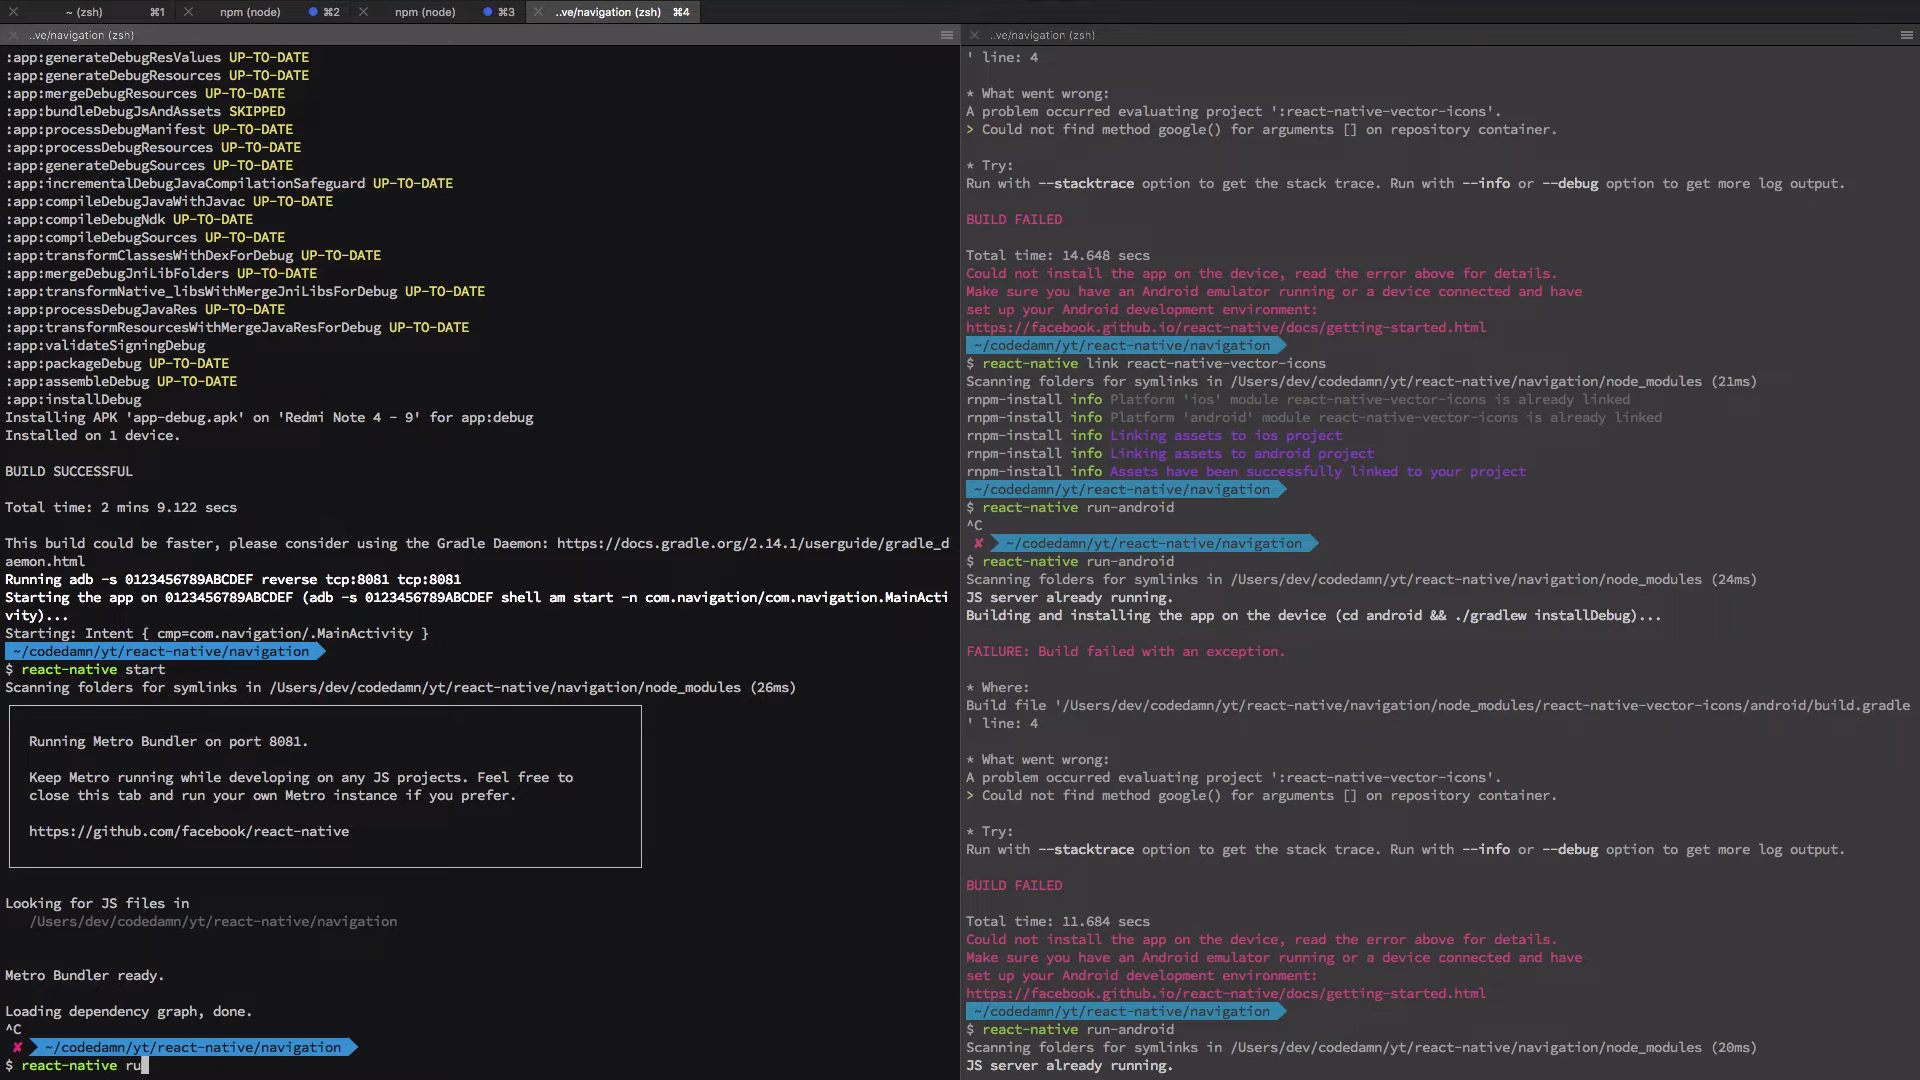 ~ (zsh) ⌘1 npm (node) ⌘2 npm (node) ⌘3 ..ve/navigation (zsh) ⌘4
..ve/navigation (zsh)
:app:generateDebugResValues UP-TO-DATE
:app:generateDebugResources UP-TO-DATE
:app:mergeDebugResources UP-TO-DATE
:app:bundleDebugJsAndAssets SKIPPED
:app:processDebugManifest UP-TO-DATE
:app:processDebugResources UP-TO-DATE
:app:generateDebugSources UP-TO-DATE
:app:incrementalDebugJavaCompilationSafeguard UP-TO-DATE
:app:compileDebugJavaWithJavac UP-TO-DATE
:app:compileDebugNdk UP-TO-DATE
:app:compileDebugSources UP-TO-DATE
:app:transformClassesWithDexForDebug UP-TO-DATE
:app:mergeDebugJniLibFolders UP-TO-DATE
:app:transformNative_libsWithMergeJniLibsForDebug UP-TO-DATE
:app:processDebugJavaRes UP-TO-DATE
:app:transformResourcesWithMergeJavaResForDebug UP-TO-DATE
:app:validateSigningDebug
:app:packageDebug UP-TO-DATE
:app:assembleDebug UP-TO-DATE
:app:installDebug
Installing APK 'app-debug.apk' on 'Redmi Note 4 - 9' for app:debug
Installed on 1 device.
BUILD SUCCESSFUL
Total time: 2 mins 9.122 secs
This build could be faster, please consider using the Gradle Daemon: https://docs.gradle.org/2.14.1/userguide/gradle_d
aemon.html
Running adb -s 0123456789ABCDEF reverse tcp:8081 tcp:8081
Starting the app on 0123456789ABCDEF (adb -s 0123456789ABCDEF shell am start -n com.navigation/com.navigation.MainActi
vity)...
Starting: Intent { cmp=com.navigation/.MainActivity }
~/codedamn/yt/react-native/navigation
$ react-native start
Scanning folders for symlinks in /Users/dev/codedamn/yt/react-native/navigation/node_modules (26ms)
Running Metro Bundler on port 8081.
Keep Metro running while developing on any JS projects. Feel free to
close this tab and run your own Metro instance if you prefer.
https://github.com/facebook/react-native
Looking for JS files in
/Users/dev/codedamn/yt/react-native/navigation
Metro Bundler ready.
Loading dependency graph, done.
^C
✘ ~/codedamn/yt/react-native/navigation
$ react-native ru
..ve/navigation (zsh)
' line: 4
* What went wrong:
A problem occurred evaluating project ':react-native-vector-icons'.
> Could not find method google() for arguments [] on repository container.
* Try:
Run with --stacktrace option to get the stack trace. Run with --info or --debug option to get more log output.
BUILD FAILED
Total time: 14.648 secs
Could not install the app on the device, read the error above for details.
Make sure you have an Android emulator running or a device connected and have
set up your Android development environment:
https://facebook.github.io/react-native/docs/getting-started.html
~/codedamn/yt/react-native/navigation
$ react-native link react-native-vector-icons
Scanning folders for symlinks in /Users/dev/codedamn/yt/react-native/navigation/node_modules (21ms)
rnpm-install info Platform 'ios' module react-native-vector-icons is already linked
rnpm-install info Platform 'android' module react-native-vector-icons is already linked
rnpm-install info Linking assets to ios project
rnpm-install info Linking assets to android project
rnpm-install info Assets have been successfully linked to your project
~/codedamn/yt/react-native/navigation
$ react-native run-android
^C
✘ ~/codedamn/yt/react-native/navigation
$ react-native run-android
Scanning folders for symlinks in /Users/dev/codedamn/yt/react-native/navigation/node_modules (24ms)
JS server already running.
Building and installing the app on the device (cd android && ./gradlew installDebug)...
FAILURE: Build failed with an exception.
* Where:
Build file '/Users/dev/codedamn/yt/react-native/navigation/node_modules/react-native-vector-icons/android/build.gradle
' line: 4
* What went wrong:
A problem occurred evaluating project ':react-native-vector-icons'.
> Could not find method google() for arguments [] on repository container.
* Try:
Run with --stacktrace option to get the stack trace. Run with --info or --debug option to get more log output.
BUILD FAILED
Total time: 11.684 secs
Could not install the app on the device, read the error above for details.
Make sure you have an Android emulator running or a device connected and have
set up your Android development environment:
https://facebook.github.io/react-native/docs/getting-started.html
~/codedamn/yt/react-native/navigation
$ react-native run-android
Scanning folders for symlinks in /Users/dev/codedamn/yt/react-native/navigation/node_modules (20ms)
JS server already running.